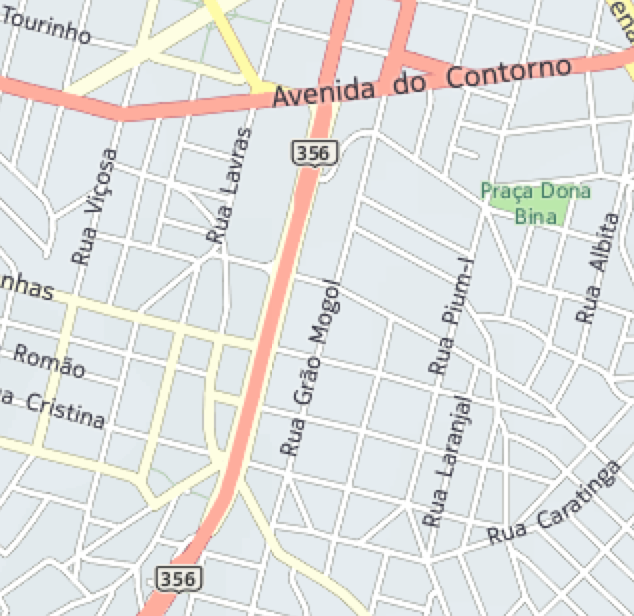 Tourinho
Avenida do Contorno
356
Rua Viçosa
Rua Lavras
Praça Dona
Bina
Rua Albita
nhas
Rua Pium-I
Rua Grão Mogol
Romão
a Cristina
Rua Laranjal
Rua Caratinga
356